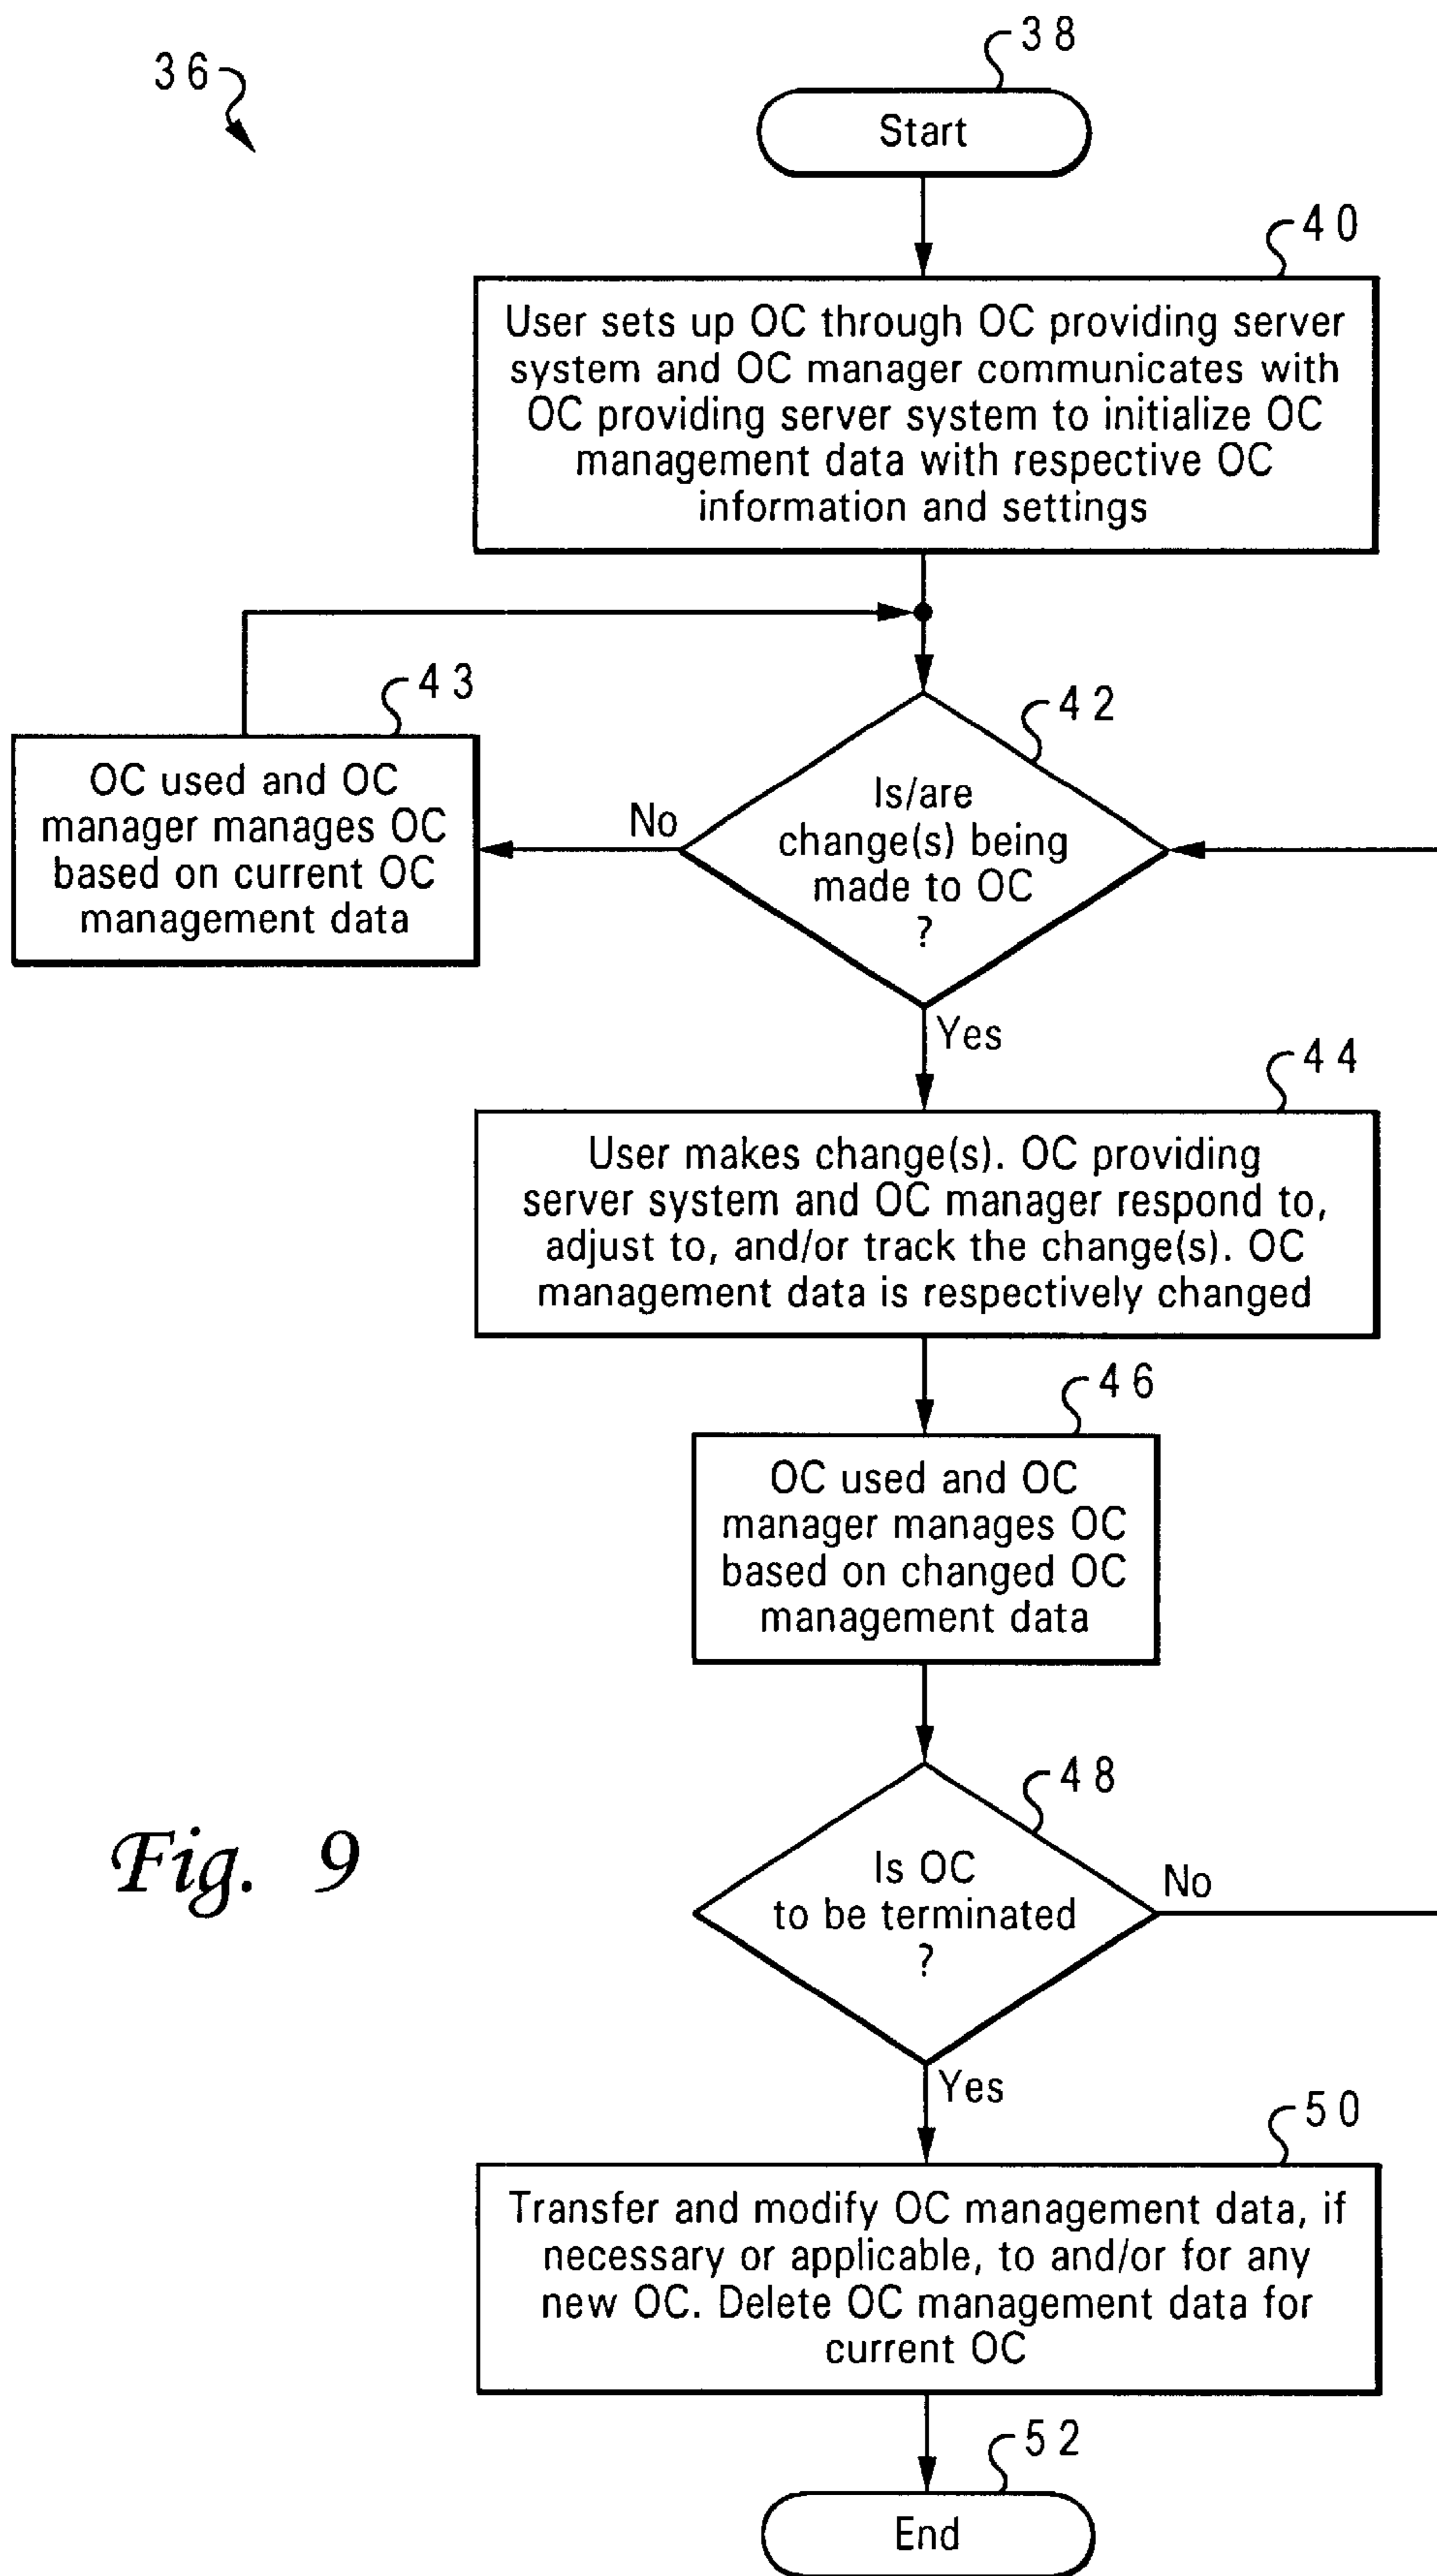 36
38
Start
40
User sets up OC through OC providing server
system and OC manager communicates with
OC providing server system to initialize OC
management data with respective OC
information and settings
43
OC used and OC
manager manages OC
based on current OC
management data
No
42
Is/are
change(s) being
made to OC
?
Yes
44
User makes change(s). OC providing
server system and OC manager respond to,
adjust to, and/or track the change(s). OC
management data is respectively changed
46
OC used and OC
manager manages OC
based on changed OC
management data
48
Is OC
to be terminated
?
No
Yes
Fig. 9
50
Transfer and modify OC management data, if
necessary or applicable, to and/or for any
new OC. Delete OC management data for
current OC
52
End